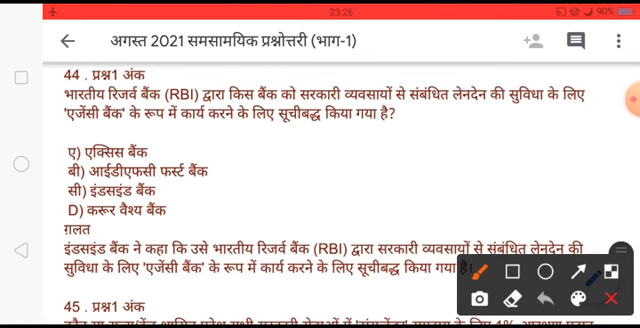 23:26
90%
अगस्त 2021 समसामयिक प्रश्नोत्तरी (भाग-1)
44 . प्रश्न1 अंक
भारतीय रिजर्व बैंक (RBI) द्वारा किस बैंक को सरकारी व्यवसायों से संबंधित लेनदेन की सुविधा के लिए
'एजेंसी बैंक' के रूप में कार्य करने के लिए सूचीबद्ध किया गया है?
ए) एक्सिस बैंक
बी) आईडीएफसी फर्स्ट बैंक
सी) इंडसइंड बैंक
D) करूर वैश्य बैंक
ग़लत
इंडसइंड बैंक ने कहा कि उसे भारतीय रिजर्व बैंक (RBI) द्वारा सरकारी व्यवसायों से संबंधित लेनदेन की
सुविधा के लिए 'एजेंसी बैंक' के रूप में कार्य करने के लिए सूचीबद्ध किया गया है।
45 . प्रश्न1 अंक